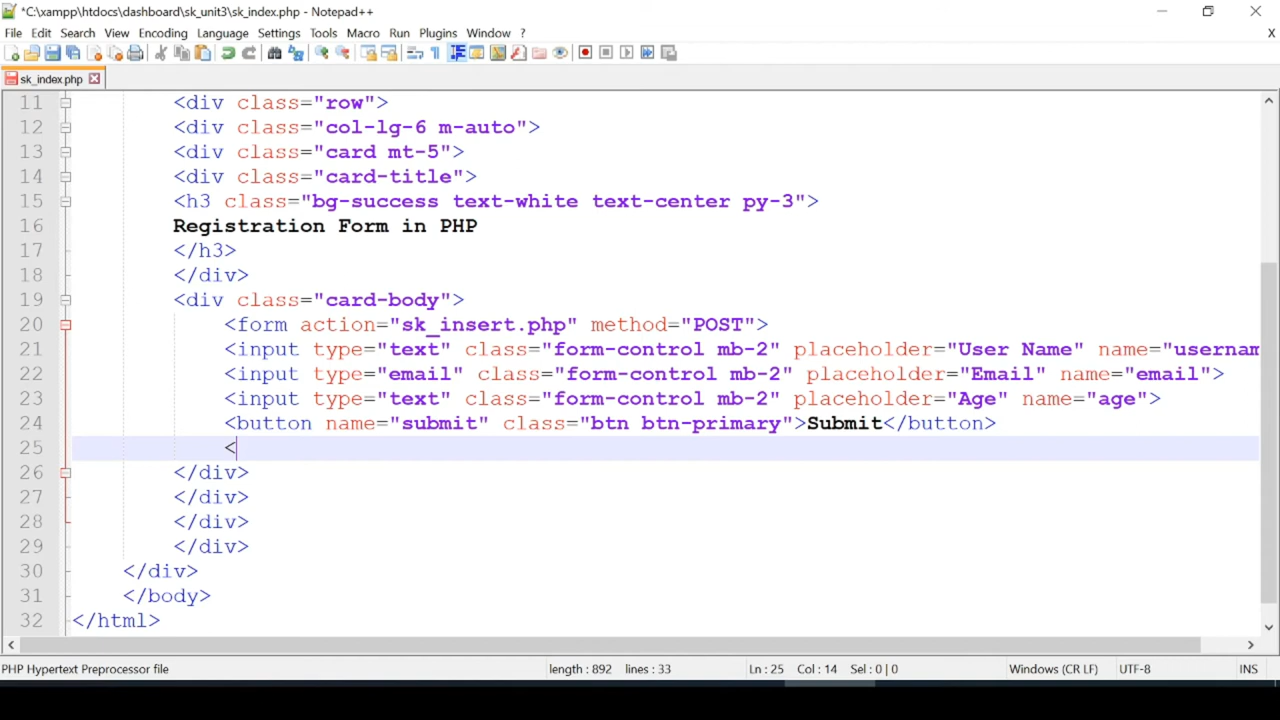 *C:\xampp\htdocs\dashboard\sk_unit3\sk_index.php - Notepad++
File Edit Search View Encoding Language Settings Tools Macro Run Plugins Window ? X
sk_index.php
11 <div class="row">
12 <div class="col-lg-6 m-auto">
13 <div class="card mt-5">
14 <div class="card-title">
15 <h3 class="bg-success text-white text-center py-3">
16 Registration Form in PHP
17 </h3>
18 </div>
19 <div class="card-body">
20 <form action="sk_insert.php" method="POST">
21 <input type="text" class="form-control mb-2" placeholder="User Name" name="usernam
22 <input type="email" class="form-control mb-2" placeholder="Email" name="email">
23 <input type="text" class="form-control mb-2" placeholder="Age" name="age">
24 <button name="submit" class="btn btn-primary">Submit</button>
25 <
26 </div>
27 </div>
28 </div>
29 </div>
30 </div>
31 </body>
32 </html>
PHP Hypertext Preprocessor file length : 892 lines : 33 Ln : 25 Col : 14 Sel : 0 | 0 Windows (CR LF) UTF-8 INS